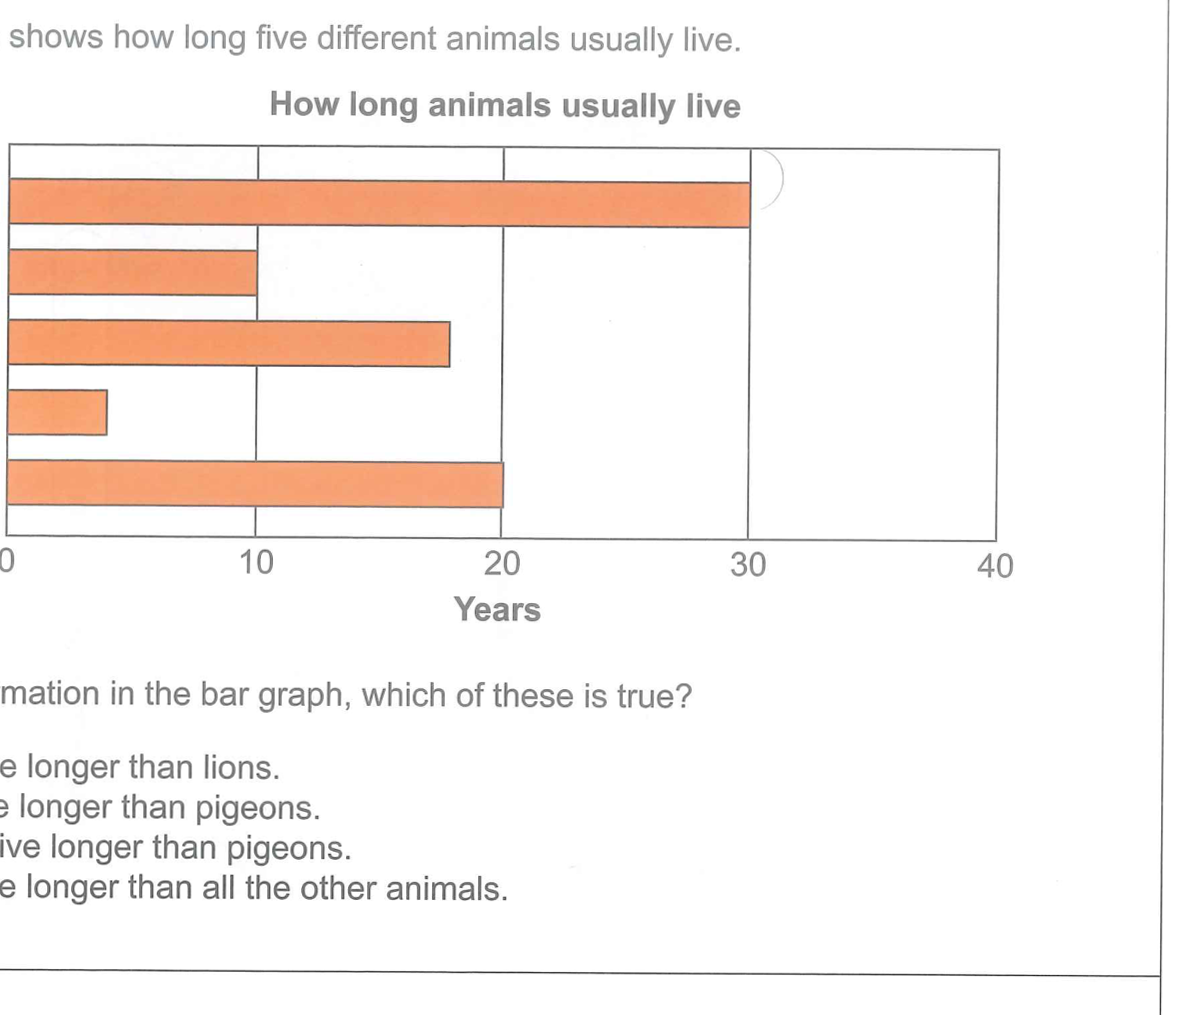 shows how long five different animals usually live.
How long animals usually live
0 10 20 30 40
Years
mation in the bar graph, which of these is true?
e longer than lions.
e longer than pigeons.
ive longer than pigeons.
e longer than all the other animals.